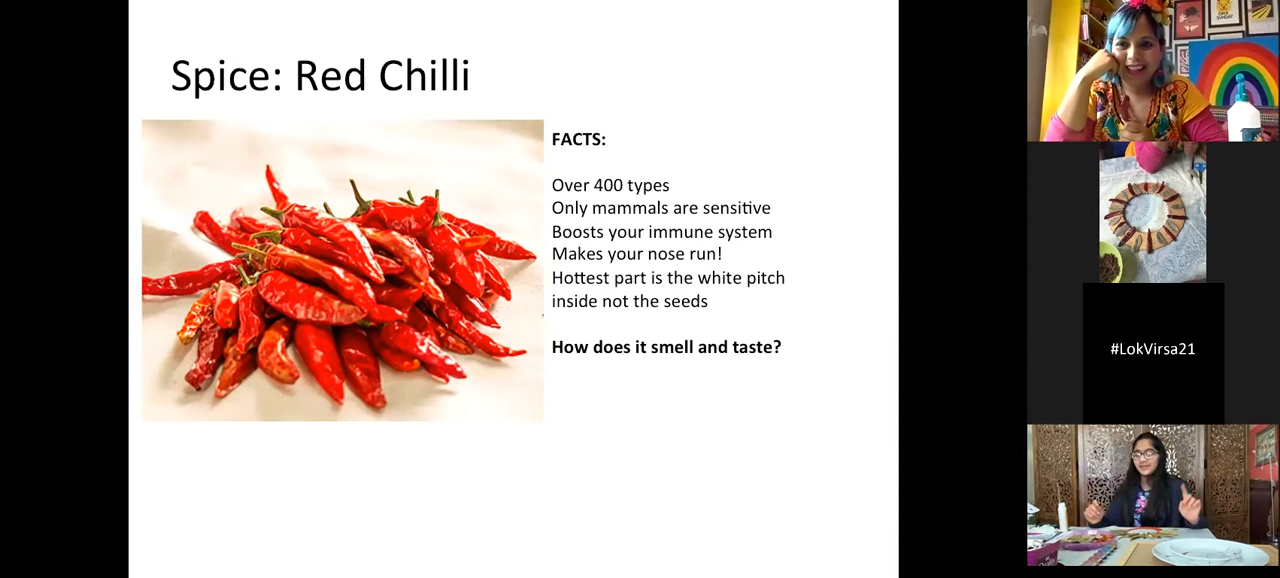 Spice: Red Chilli
FACTS:
Over 400 types
Only mammals are sensitive
Boosts your immune system
Makes your nose run!
Hottest part is the white pitch
inside not the seeds
How does it smell and taste?
#LokVirsa21